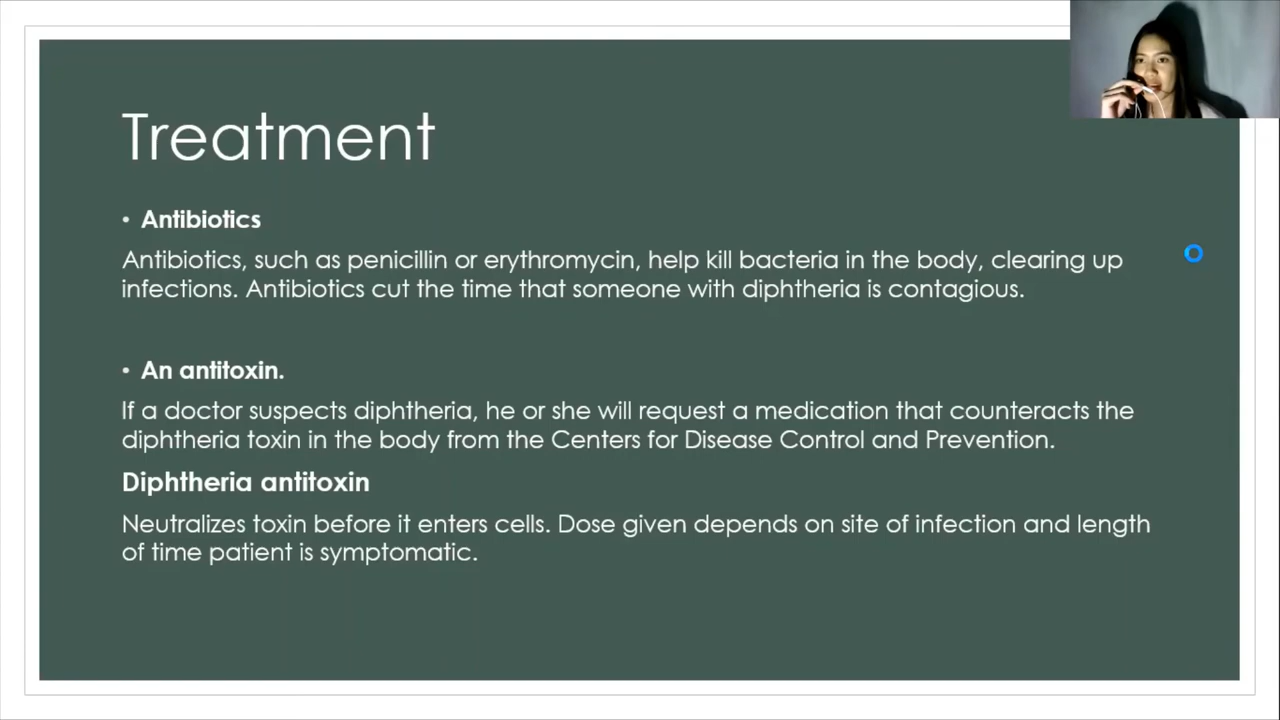 Treatment
• Antibiotics
Antibiotics, such as penicillin or erythromycin, help kill bacteria in the body, clearing up
infections. Antibiotics cut the time that someone with diphtheria is contagious.
• An antitoxin.
If a doctor suspects diphtheria, he or she will request a medication that counteracts the
diphtheria toxin in the body from the Centers for Disease Control and Prevention.
Diphtheria antitoxin
Neutralizes toxin before it enters cells. Dose given depends on site of infection and length
of time patient is symptomatic.